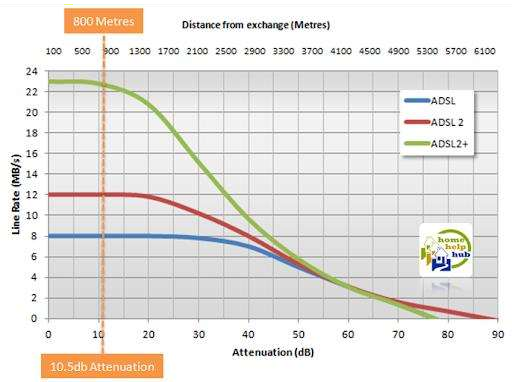 800 Metres
Distance from exchange (Metres)
100 500 900 1300 1700 2100 2500 2900 3300 3700 4100 4500 4900 5300 5700 6100
24
22
20
18
16
14
12
10
8
6
4
2
0
Line Rate (MB/s)
ADSL
ADSL 2
ADSL2+
home
help
hub
0 10 20 30 40 50 60 70 80 90
Attenuation (dB)
10.5db Attenuation